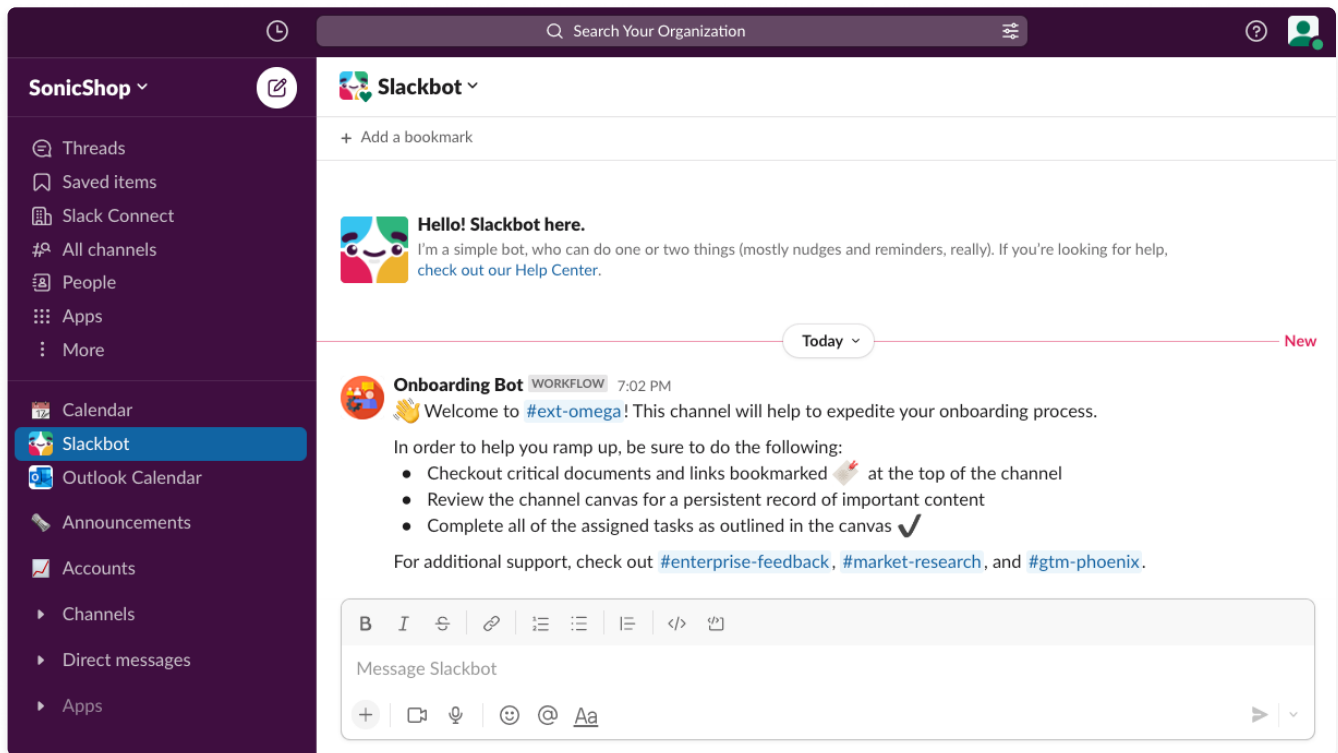 Search Your Organization
SonicShop
Threads
Saved items
Slack Connect
All channels
People
Apps
More
Calendar
Slackbot
Outlook Calendar
Announcements
Accounts
Channels
Direct messages
Apps
Slackbot
+ Add a bookmark
Hello! Slackbot here.
I'm a simple bot, who can do one or two things (mostly nudges and reminders, really). If you're looking for help,
check out our Help Center.
Today
New
Onboarding Bot WORKFLOW 7:02 PM
👋 Welcome to #ext-omega! This channel will help to expedite your onboarding process.
In order to help you ramp up, be sure to do the following:
● Checkout critical documents and links bookmarked at the top of the channel
● Review the channel canvas for a persistent record of important content
● Complete all of the assigned tasks as outlined in the canvas ✔
For additional support, check out #enterprise-feedback, #market-research, and #gtm-phoenix.
B I S
Message Slackbot
+ @ Aa